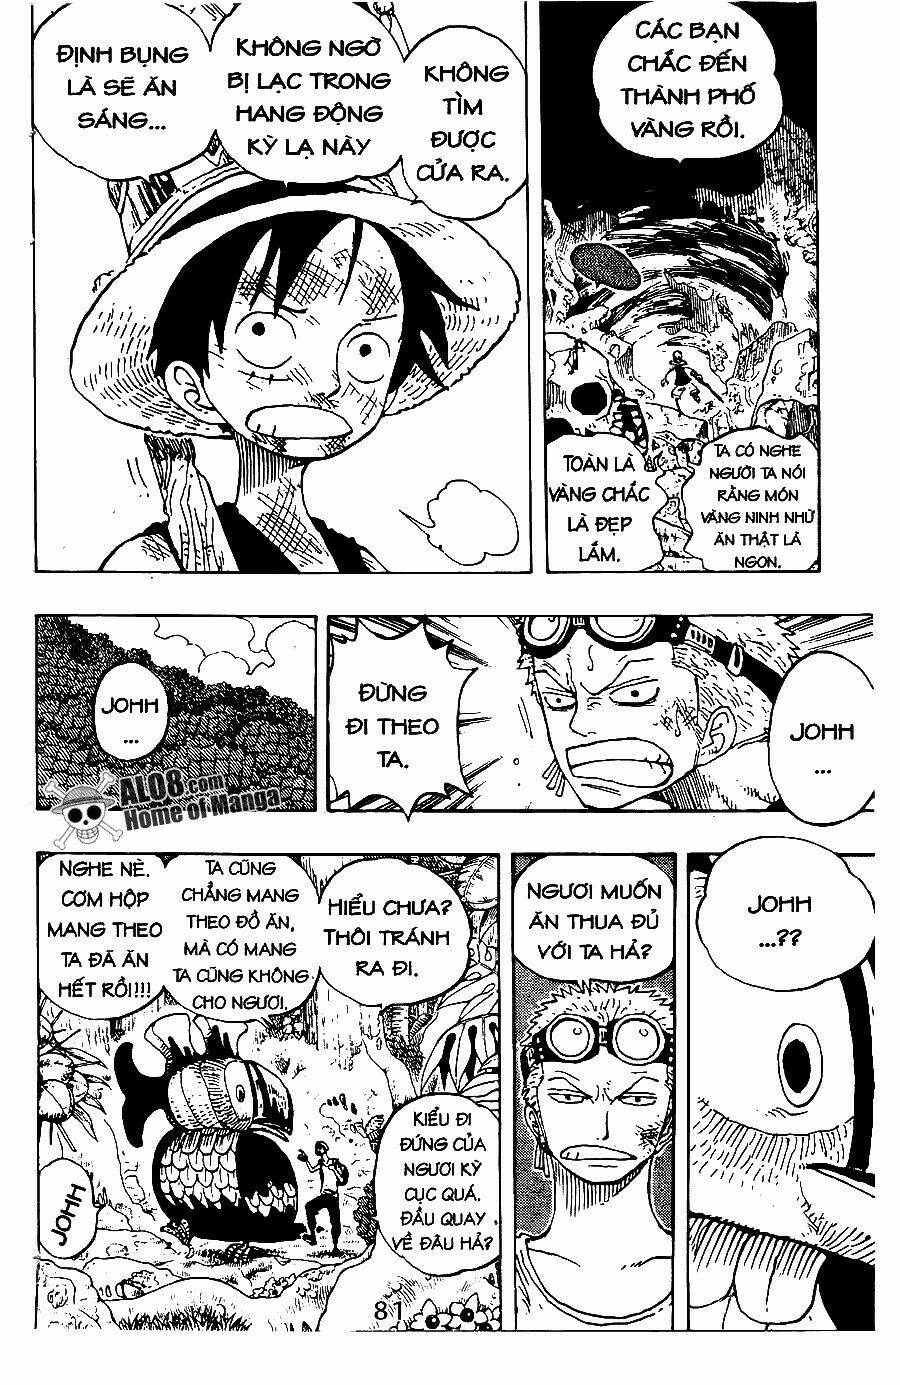 CÁC BẠN
CHẮC ĐẾN
THÀNH PHỐ
VÀNG RỒI.
TA CÓ NGHE
NGƯỜI TA NÓI
RẰNG MÓN
VÀNG NINH NHỪ
ĂN THẬT LÀ
NGON.
TOÀN LÀ
VÀNG CHẮC
LÀ ĐẸP
LẮM.
KHÔNG
TÌM
ĐƯỢC
CỬA RA.
KHÔNG NGỜ
BỊ LẠC TRONG
HANG ĐỘNG
KỲ LẠ NÀY
ĐỊNH BỤNG
LÀ SẼ ĂN
SÁNG...
JOHH
...
ĐỪNG
ĐI THEO
TA.
JOHH
...
ALO8.com
Home of Manga
JOHH
...??
NGƯƠI MUỐN
ĂN THUA ĐỦ
VỚI TA HẢ?
HIỂU CHƯA?
THÔI TRÁNH
RA ĐI.
TA CŨNG
CHẲNG MANG
THEO ĐỒ ĂN,
MÀ CÓ MANG
TA CŨNG KHÔNG
CHO NGƯƠI.
NGHE NÈ.
CƠM HỘP
MANG THEO
TA ĐÃ ĂN
HẾT RỒI!!!
KIỂU ĐI
ĐỨNG CỦA
NGƯƠI KỲ
CỤC QUÁ.
ĐẦU QUAY
VỀ ĐÂU HẢ?
JOHH
81